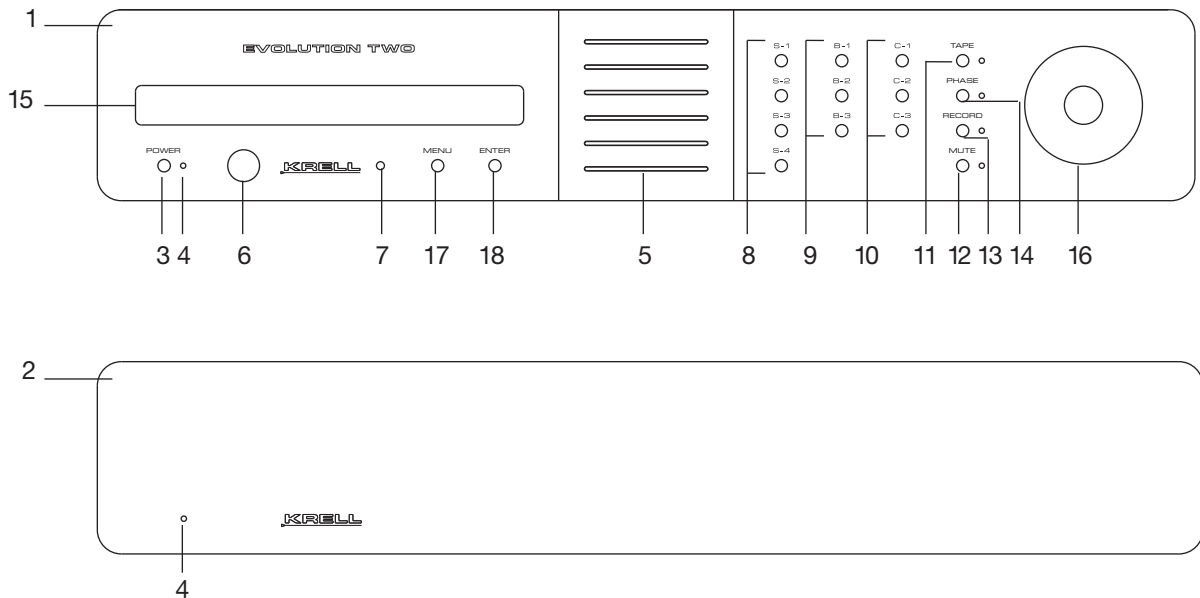 1
EVOLUTION TWO
S-1 B-1 C-1 TAPE
S-2 B-2 C-2 PHASE
15
S-3 B-3 C-3 RECORD
POWER KRELL MENU ENTER S-4 MUTE
3 4 6 7 17 18 5 8 9 10 11 12 13 14 16
2
KRELL
4